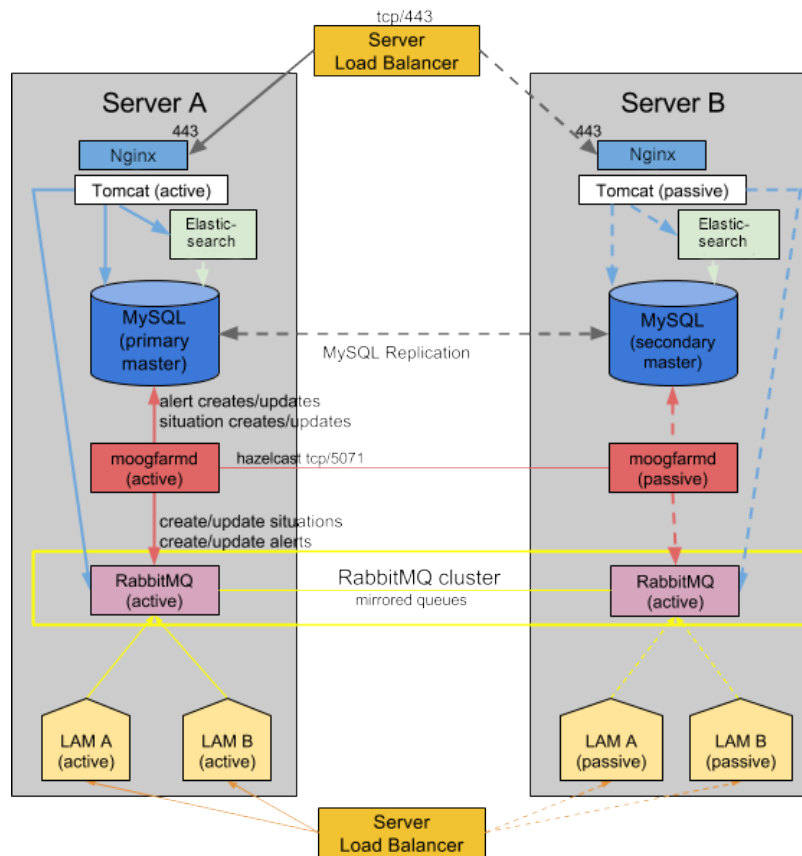 tcp/443
Server
Load Balancer
Server A
443
Nginx
Tomcat (active)
Elastic-
search
MySQL
(primary
master)
alert creates/updates
situation creates/updates
moogfarmd
(active)
create/update situations
create/update alerts
RabbitMQ
(active)
LAM A
(active)
LAM B
(active)
MySQL Replication
hazelcast tcp/5071
RabbitMQ cluster
mirrored queues
Server B
443
Nginx
Tomcat (passive)
Elastic-
search
MySQL
(secondary
master)
moogfarmd
(passive)
RabbitMQ
(active)
LAM A
(passive)
LAM B
(passive)
Server
Load Balancer